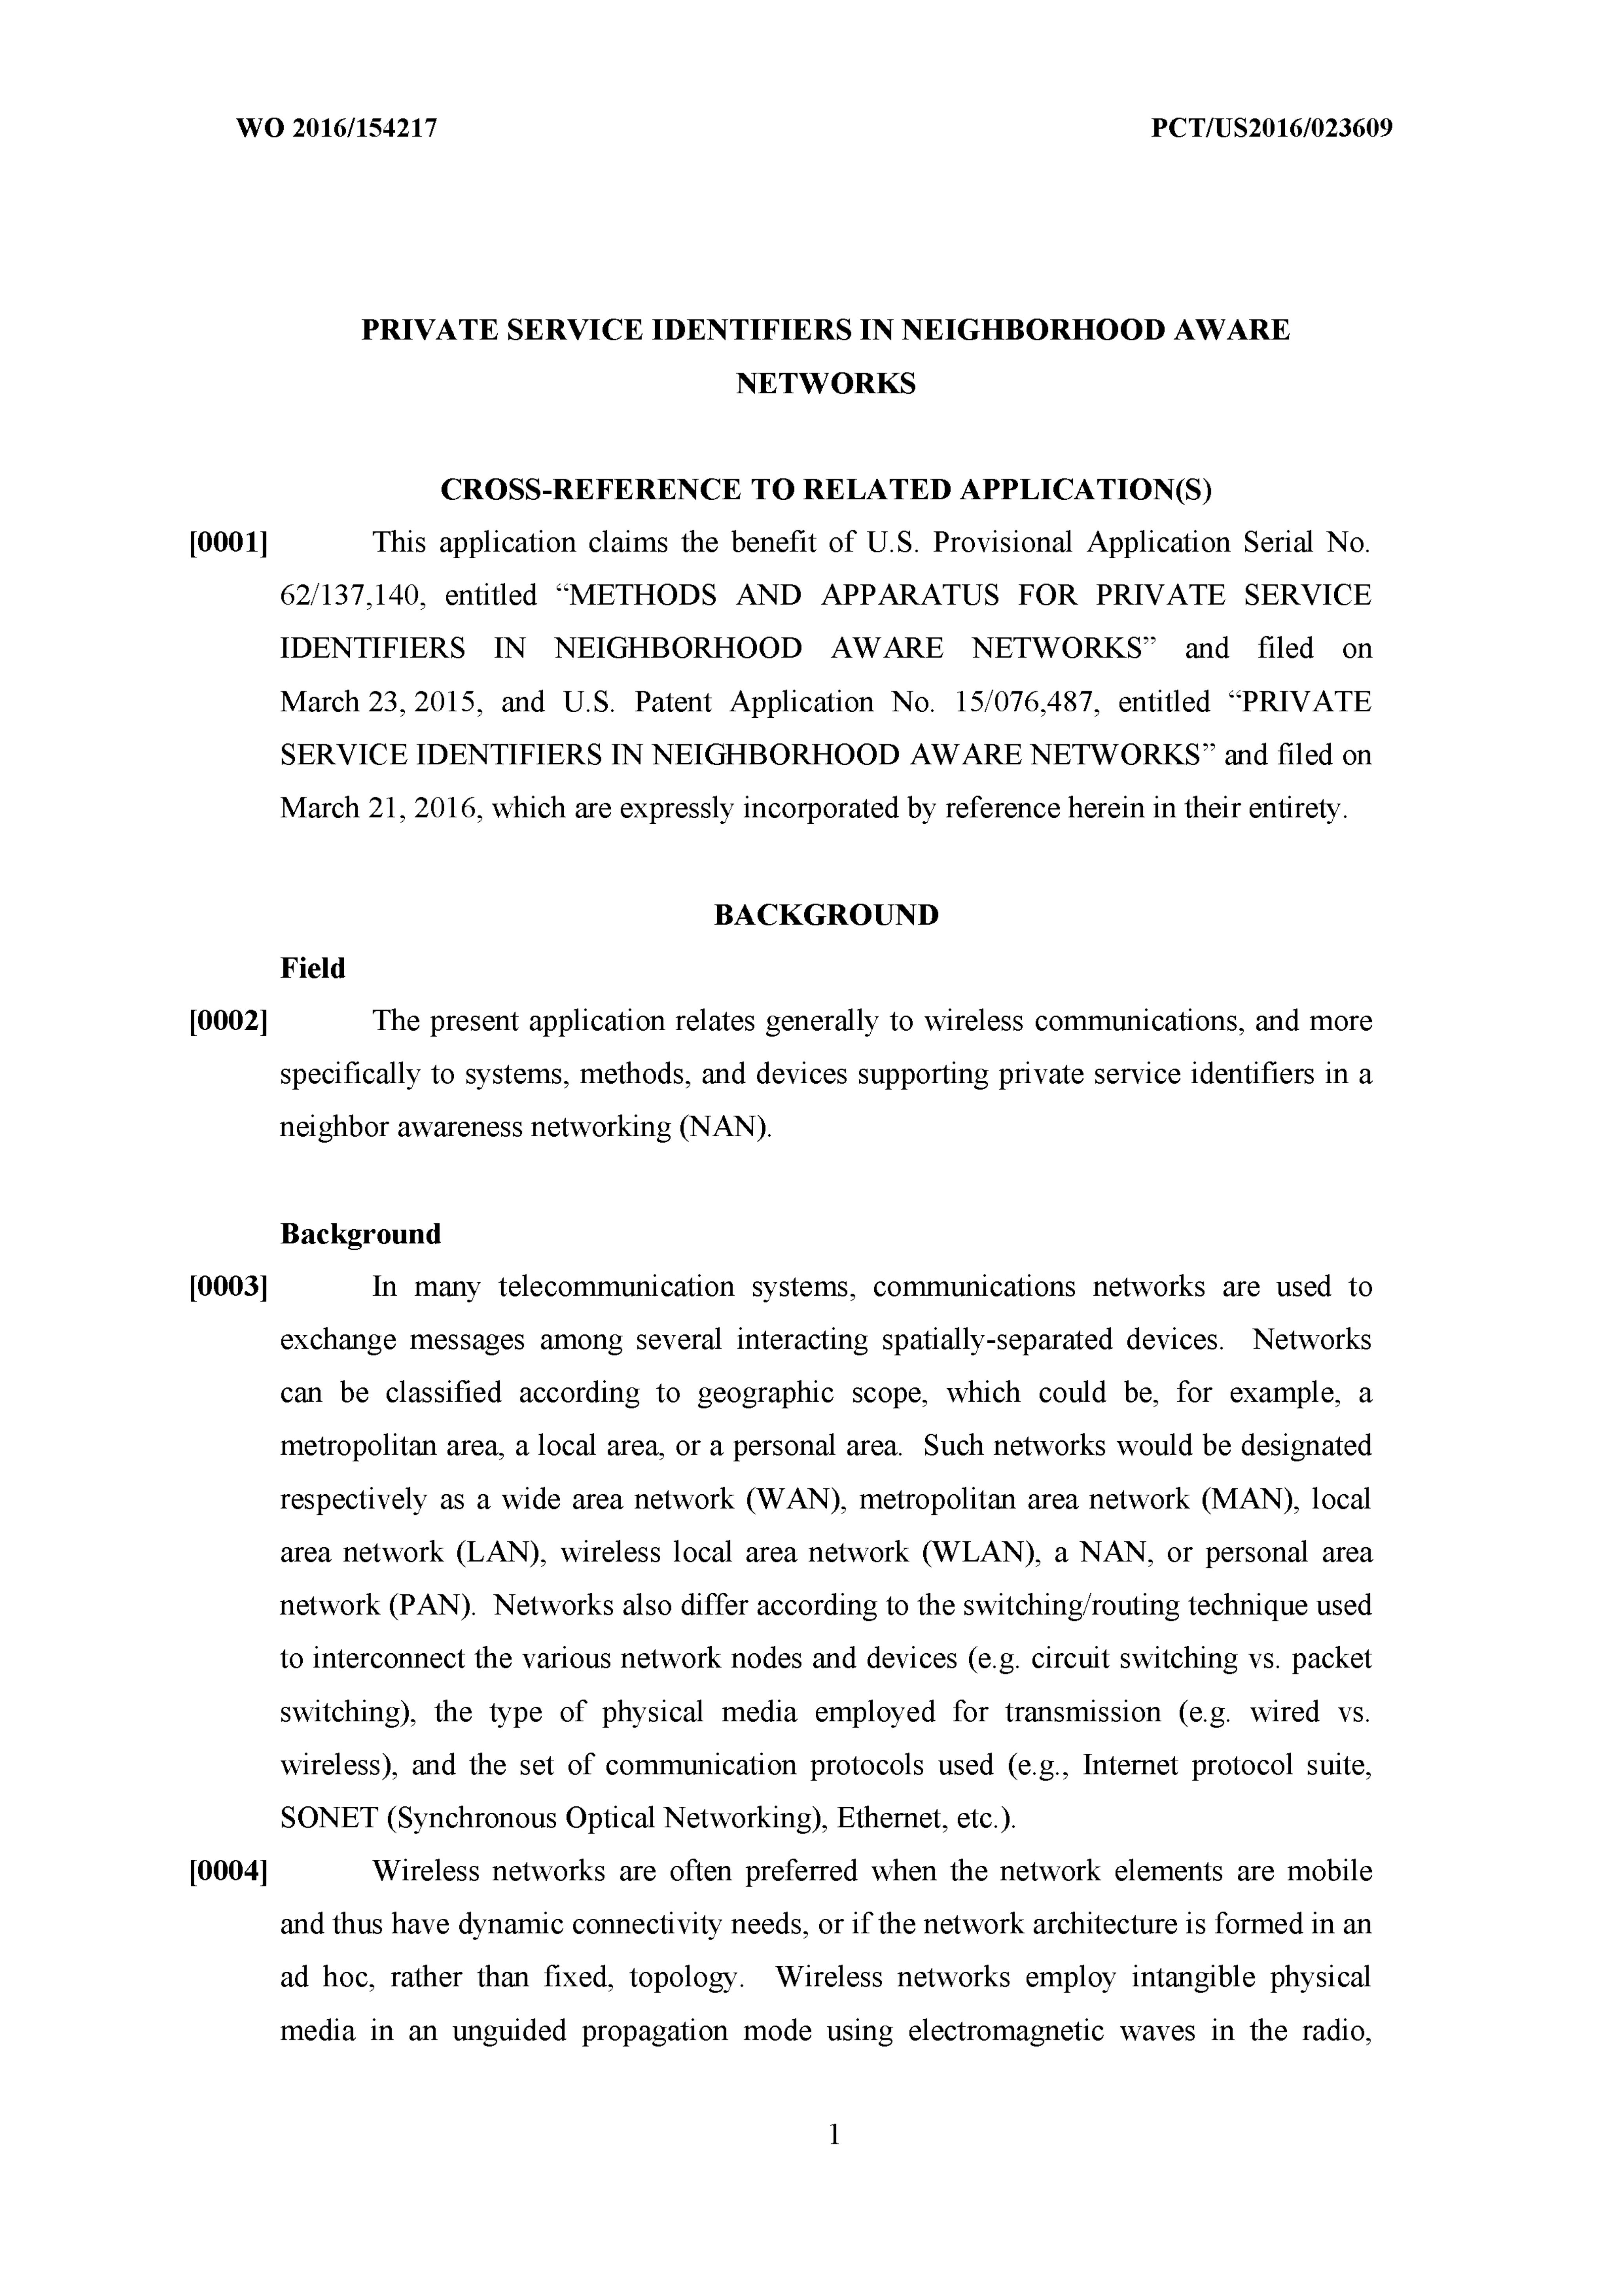 WO 2016/154217 PCT/US2016/023609
PRIVATE SERVICE IDENTIFIERS IN NEIGHBORHOOD AWARE
NETWORKS
CROSS-REFERENCE TO RELATED APPLICATION(S)
[0001] This application claims the benefit of U.S. Provisional Application Serial No.
62/137,140, entitled “METHODS AND APPARATUS FOR PRIVATE SERVICE
IDENTIFIERS IN NEIGHBORHOOD AWARE NETWORKS” and filed on
March 23, 2015, and U.S. Patent Application No. 15/076,487, entitled “PRIVATE
SERVICE IDENTIFIERS IN NEIGHBORHOOD AWARE NETWORKS” and filed on
March 21, 2016, which are expressly incorporated by reference herein in their entirety.
BACKGROUND
Field
[0002] The present application relates generally to wireless communications, and more
specifically to systems, methods, and devices supporting private service identifiers in a
neighbor awareness networking (NAN).
Background
[0003] In many telecommunication systems, communications networks are used to
exchange messages among several interacting spatially-separated devices. Networks
can be classified according to geographic scope, which could be, for example, a
metropolitan area, a local area, or a personal area. Such networks would be designated
respectively as a wide area network (WAN), metropolitan area network (MAN), local
area network (LAN), wireless local area network (WLAN), a NAN, or personal area
network (PAN). Networks also differ according to the switching/routing technique used
to interconnect the various network nodes and devices (e.g. circuit switching vs. packet
switching), the type of physical media employed for transmission (e.g. wired vs.
wireless), and the set of communication protocols used (e.g., Internet protocol suite,
SONET (Synchronous Optical Networking), Ethernet, etc.).
[0004] Wireless networks are often preferred when the network elements are mobile
and thus have dynamic connectivity needs, or if the network architecture is formed in an
ad hoc, rather than fixed, topology. Wireless networks employ intangible physical
media in an unguided propagation mode using electromagnetic waves in the radio,
1